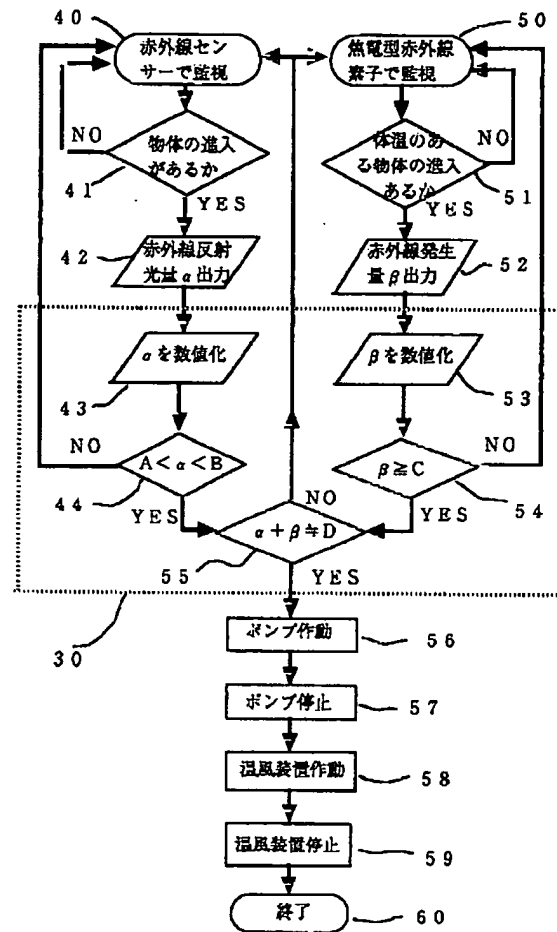 40
赤外線セン
サーで監視
50
焦電型赤外線
素子で監視
NO
物体の進入
があるか
41
YES
体温のあ
る物体の進入
あるか
NO
51
YES
42
赤外線反射
光量α出力
赤外線発生
量β出力
52
αを数値化
43
βを数値化
53
NO
A<α<B
44
YES
β≧C
NO
54
YES
α+β≒D
NO
55
YES
30
ポンプ作動
56
ポンプ停止
57
温風装置作動
58
温風装置停止
59
終了
60